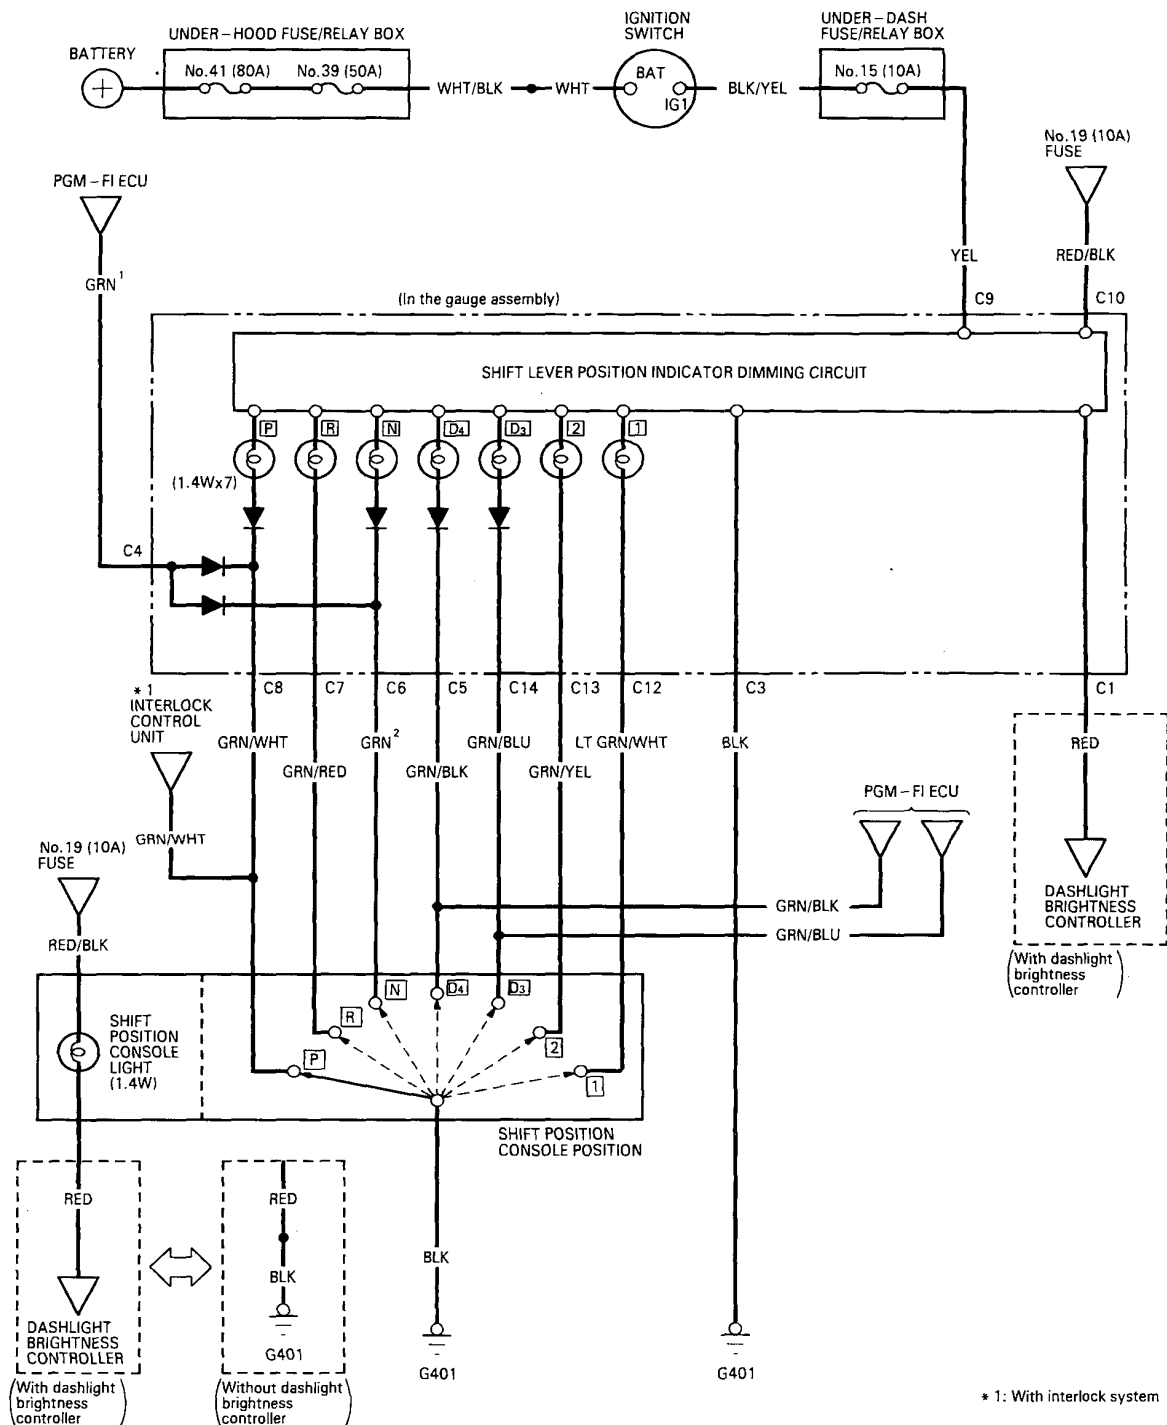 UNDER-HOOD FUSE/RELAY BOX
IGNITION
SWITCH
UNDER-DASH
FUSE/RELAY BOX
BATTERY
No.41 (80A)
No.39 (50A)
WHT/BLK
WHT
BAT
IG1
BLK/YEL
No.15 (10A)
No.19 (10A)
FUSE
PGM-FI ECU
GRN1
YEL
RED/BLK
(In the gauge assembly)
C9
C10
SHIFT LEVER POSITION INDICATOR DIMMING CIRCUIT
P
R
N
D4
D3
2
1
(1.4Wx7)
C4
C8
C7
C6
C5
C14
C13
C12
C3
C1
* 1
INTERLOCK
CONTROL
UNIT
GRN/WHT
GRN/RED
GRN2
GRN/BLK
GRN/BLU
GRN/YEL
LT GRN/WHT
BLK
RED
PGM-FI ECU
GRN/WHT
No.19 (10A)
FUSE
RED/BLK
GRN/BLK
GRN/BLU
DASHLIGHT
BRIGHTNESS
CONTROLLER
(With dashlight
brightness
controller)
SHIFT
POSITION
CONSOLE
LIGHT
(1.4W)
P
R
N
D4
D3
2
1
SHIFT POSITION
CONSOLE POSITION
RED
DASHLIGHT
BRIGHTNESS
CONTROLLER
(With dashlight
brightness
controller)
RED
BLK
G401
(Without dashlight
brightness
controller)
BLK
G401
G401
* 1: With interlock system